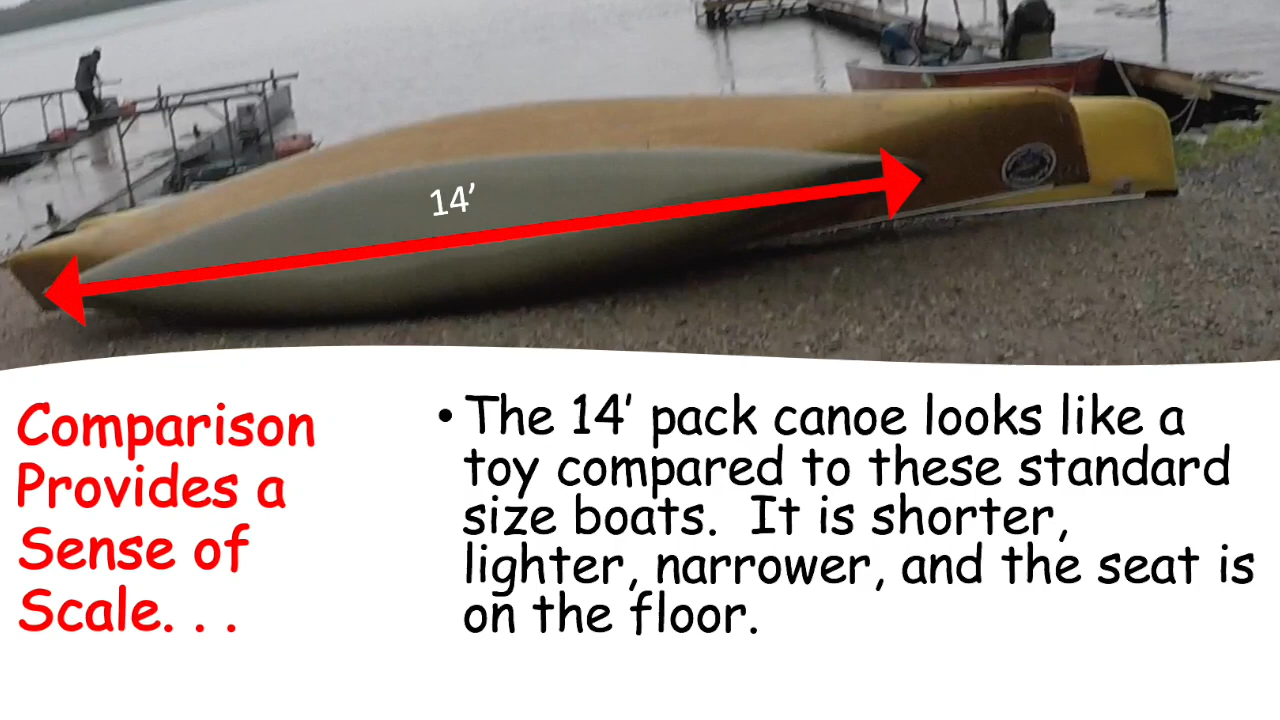 14’
Comparison
Provides a
Sense of
Scale. . .
• The 14’ pack canoe looks like a
toy compared to these standard
size boats.  It is shorter,
lighter, narrower, and the seat is
on the floor.